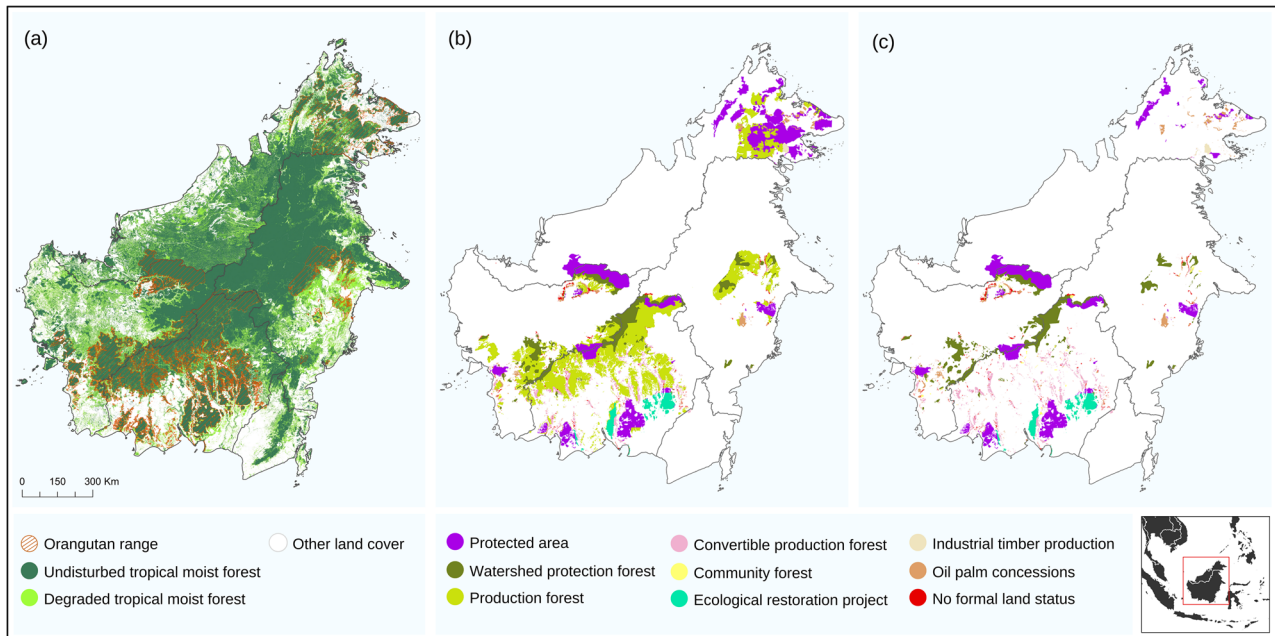 (a)
(b)
(c)
0 150 300 Km
Orangutan range
Other land cover
Undisturbed tropical moist forest
Degraded tropical moist forest
Protected area
Watershed protection forest
Production forest
Convertible production forest
Community forest
Ecological restoration project
Industrial timber production
Oil palm concessions
No formal land status